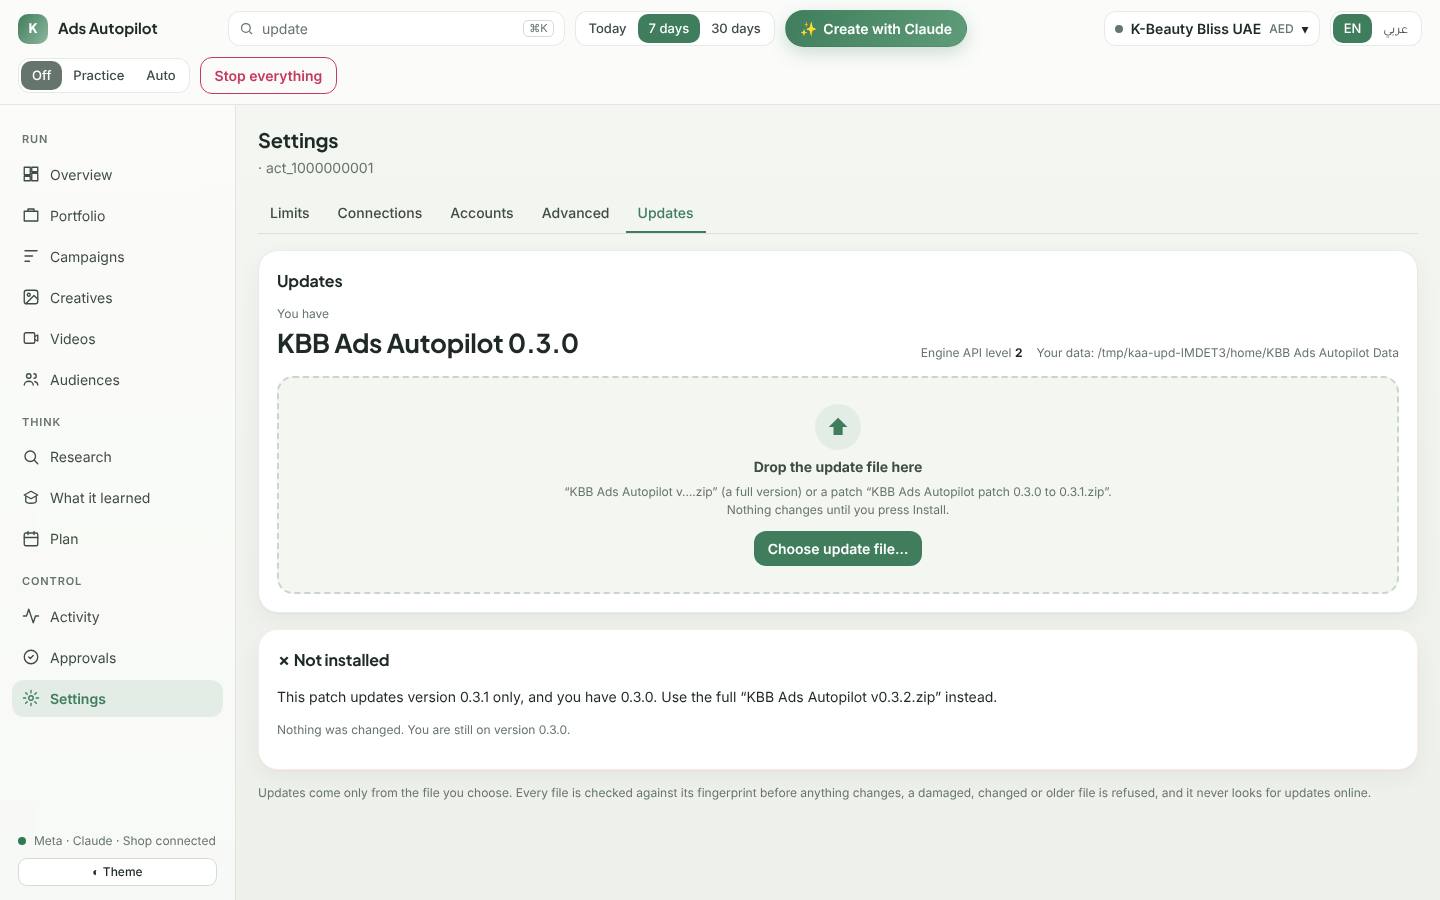 K
Ads Autopilot
update
⌘K
Today
7 days
30 days
✨ Create with Claude
K-Beauty Bliss UAE AED ▾
EN
عربي
Off
Practice
Auto
Stop everything
RUN
Overview
Portfolio
Campaigns
Creatives
Videos
Audiences
THINK
Research
What it learned
Plan
CONTROL
Activity
Approvals
Settings
Meta · Claude · Shop connected
Theme
Settings
· act_1000000001
Limits
Connections
Accounts
Advanced
Updates
Updates
You have
KBB Ads Autopilot 0.3.0
Engine API level 2
Your data: /tmp/kaa-upd-IMDET3/home/KBB Ads Autopilot Data
Drop the update file here
“KBB Ads Autopilot v….zip” (a full version) or a patch “KBB Ads Autopilot patch 0.3.0 to 0.3.1.zip”.
Nothing changes until you press Install.
Choose update file…
× Not installed
This patch updates version 0.3.1 only, and you have 0.3.0. Use the full “KBB Ads Autopilot v0.3.2.zip” instead.
Nothing was changed. You are still on version 0.3.0.
Updates come only from the file you choose. Every file is checked against its fingerprint before anything changes, a damaged, changed or older file is refused, and it never looks for updates online.